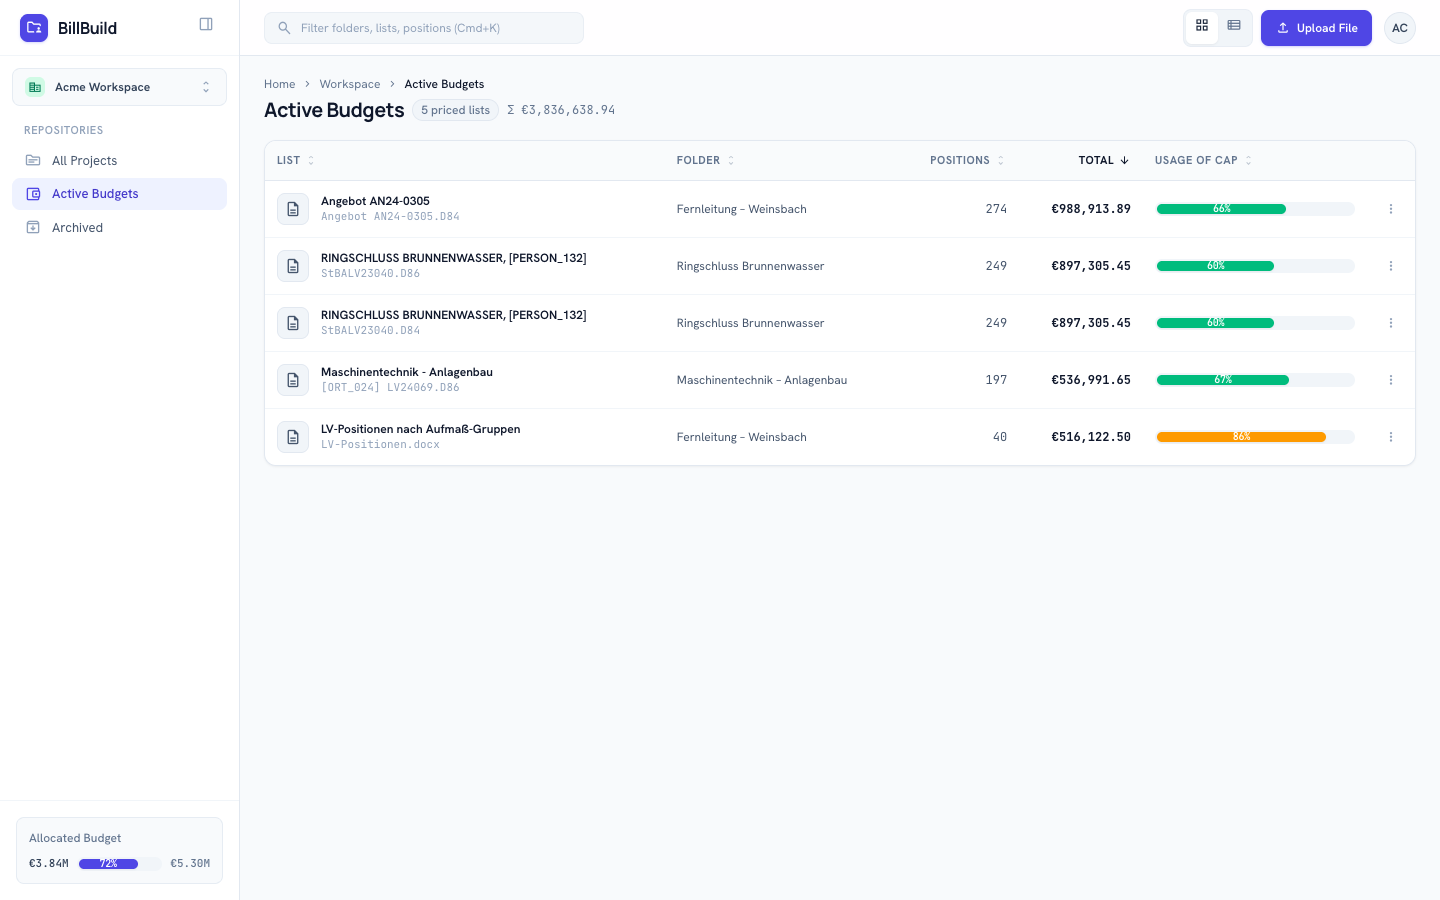 BillBuild
Filter folders, lists, positions (Cmd+K)
Upload File
AC
Acme Workspace
REPOSITORIES
All Projects
Active Budgets
Archived
Home > Workspace > Active Budgets
Active Budgets 5 priced lists Σ €3,836,638.94
LIST FOLDER POSITIONS TOTAL USAGE OF CAP
Angebot AN24-0305
Angebot AN24-0305.D84
Fernleitung – Weinsbach 274 €988,913.89 66%
RINGSCHLUSS BRUNNENWASSER, [PERSON_132]
StBALV23040.D86
Ringschluss Brunnenwasser 249 €897,305.45 60%
RINGSCHLUSS BRUNNENWASSER, [PERSON_132]
StBALV23040.D84
Ringschluss Brunnenwasser 249 €897,305.45 60%
Maschinentechnik - Anlagenbau
[ORT_024] LV24069.D86
Maschinentechnik – Anlagenbau 197 €536,991.65 67%
LV-Positionen nach Aufmaß-Gruppen
LV-Positionen.docx
Fernleitung – Weinsbach 40 €516,122.50 86%
Allocated Budget
€3.84M 72% €5.30M